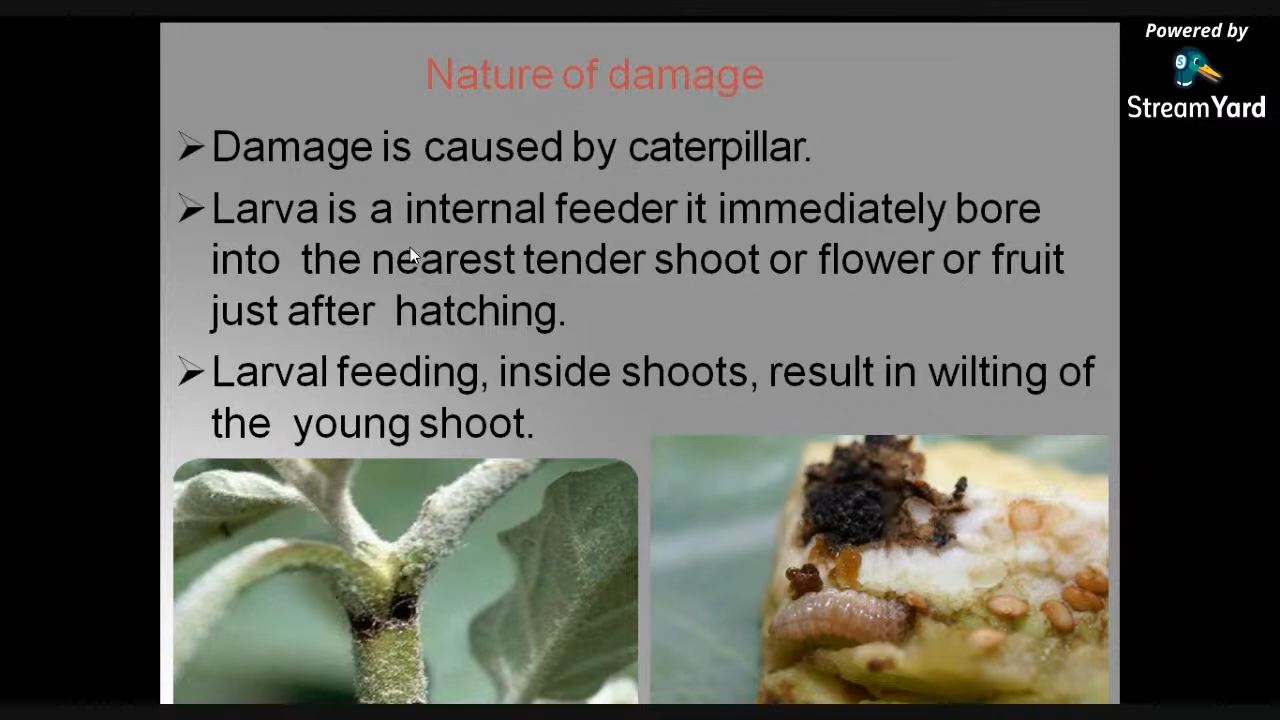 Powered by
StreamYard
Nature of damage
➢Damage is caused by caterpillar.
➢Larva is a internal feeder it immediately bore
into the nearest tender shoot or flower or fruit
just after hatching.
➢Larval feeding, inside shoots, result in wilting of
the young shoot.